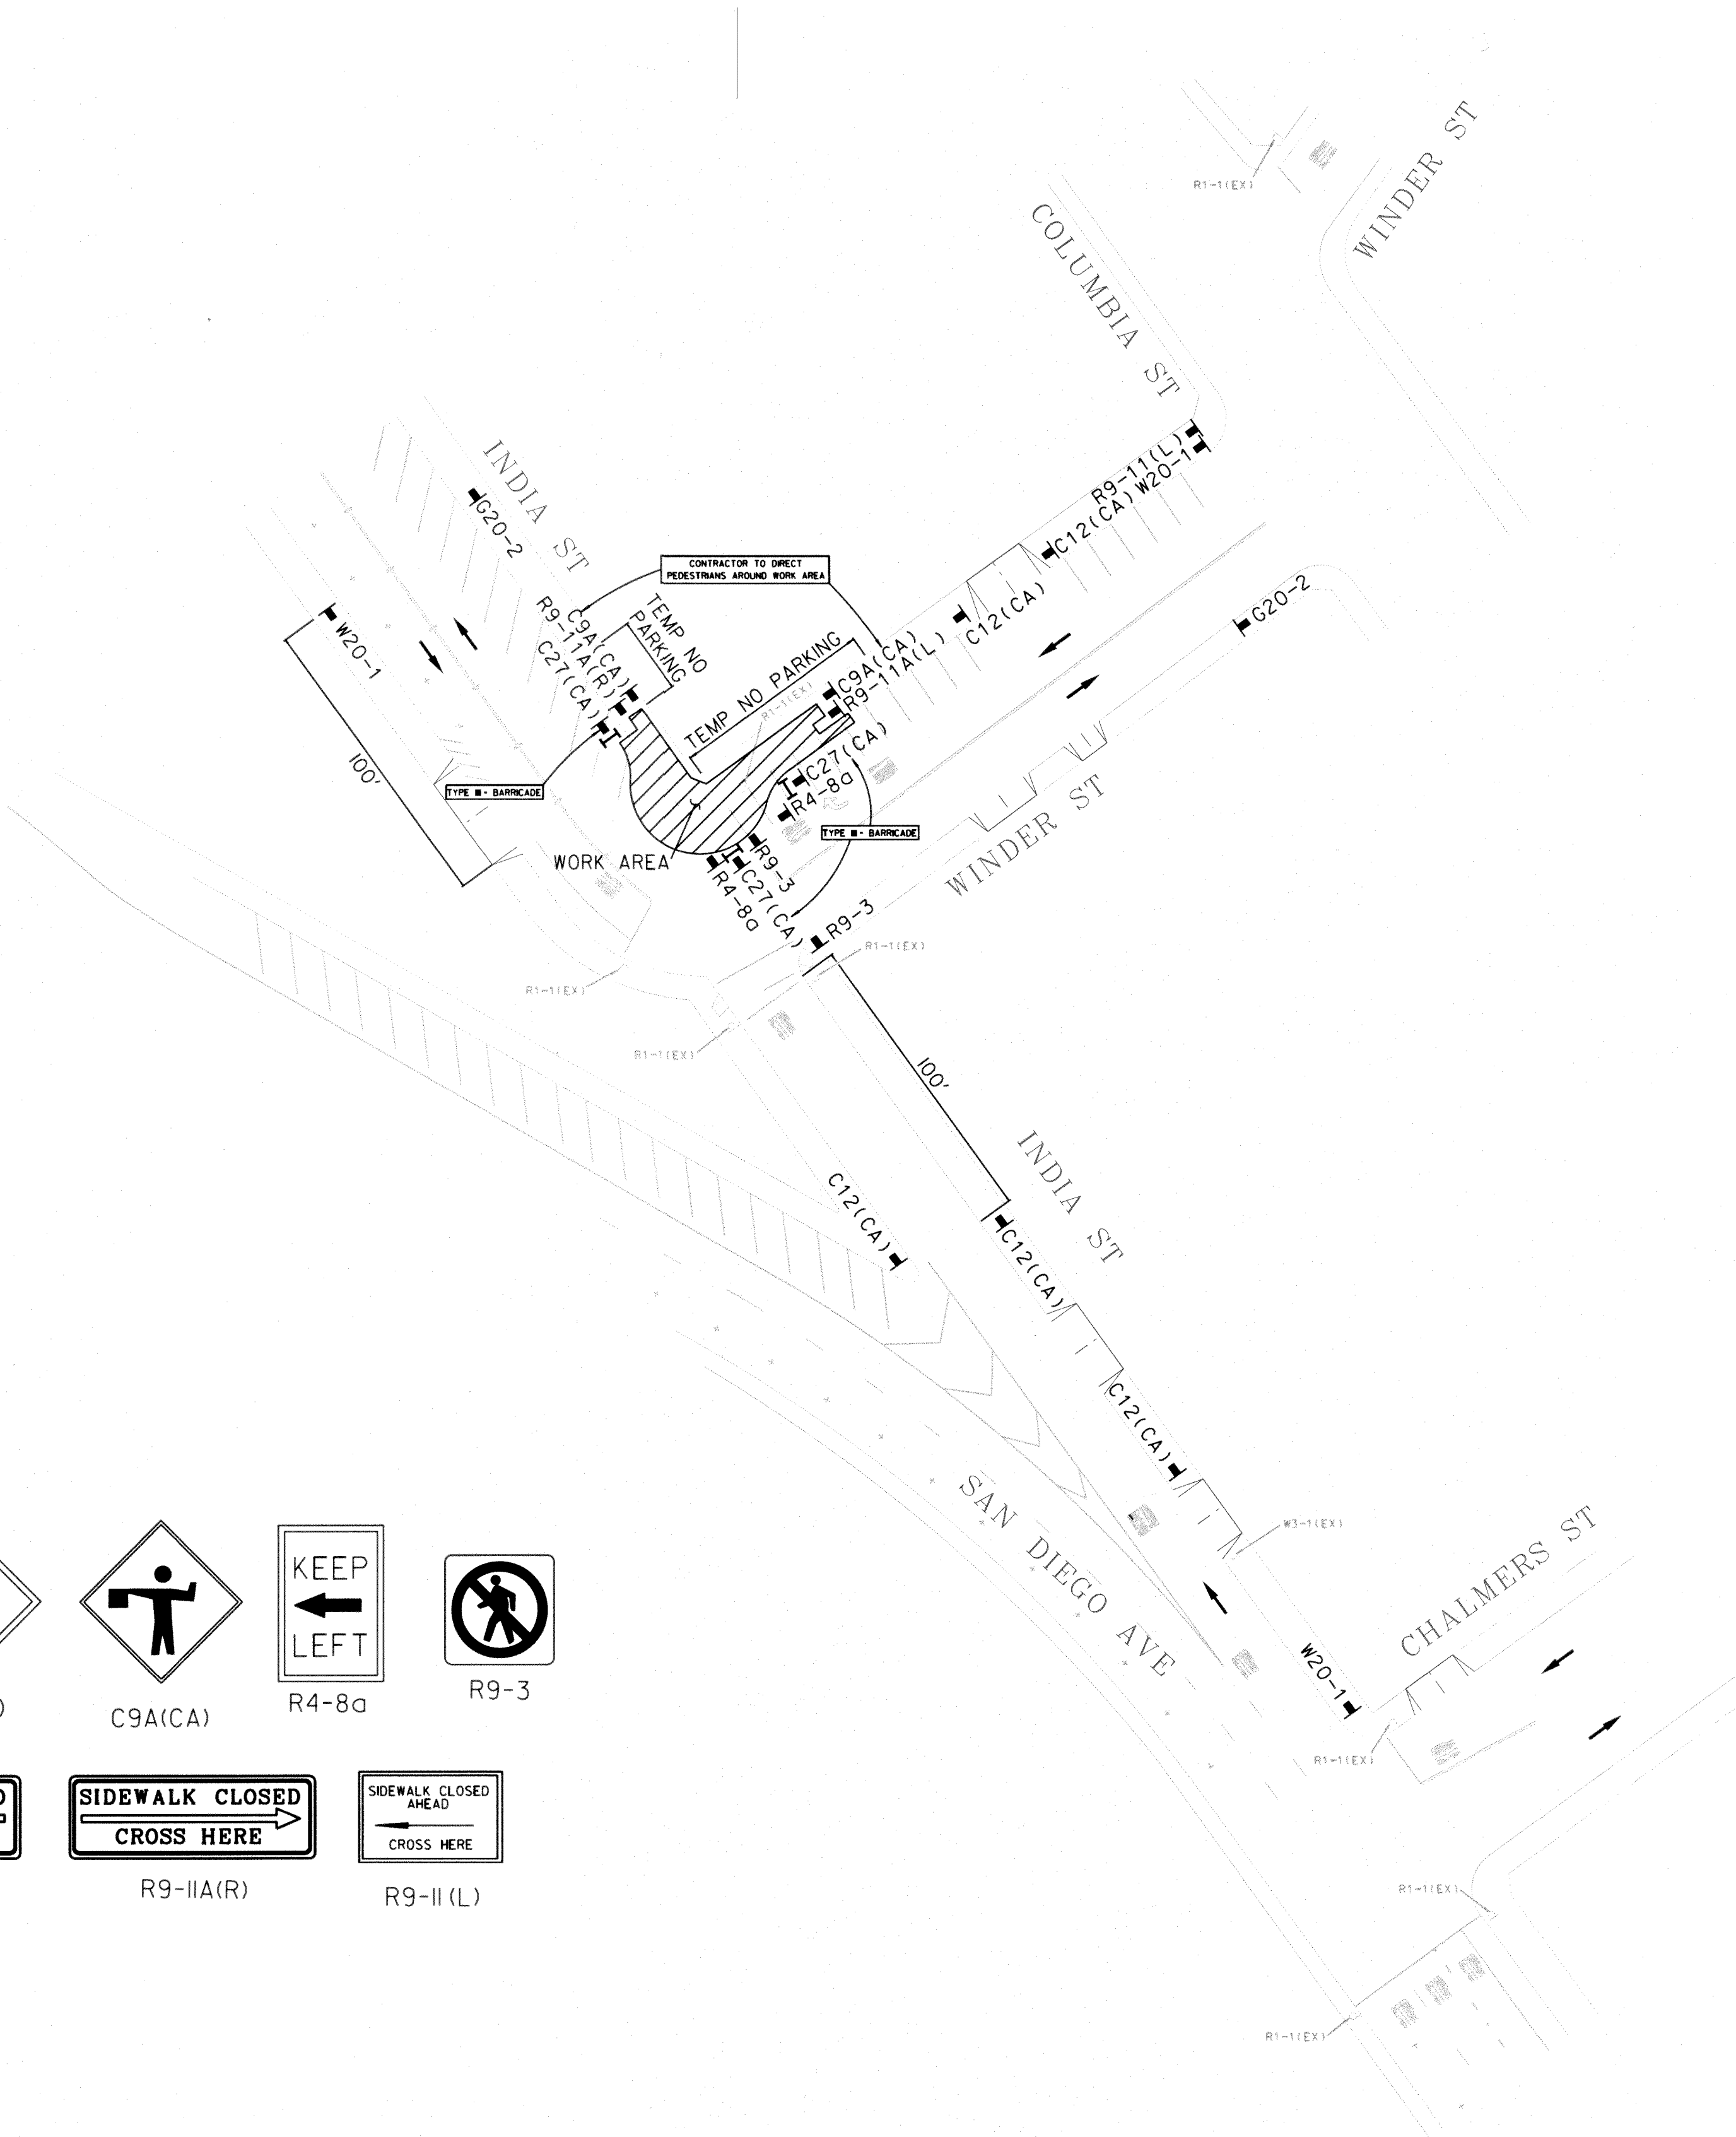 WINDER ST
R1-1(EX)
COLUMBIA ST
INDIA ST
G20-2
R9-11(L)
W20-1
C12(CA)
CONTRACTOR TO DIRECT
PEDESTRIANS AROUND WORK AREA
C12(CA)
G20-2
W20-1
C9A(CA)
R9-11A(R)
C27(CA)
TEMP NO
PARKING
TEMP NO PARKING
R1-1(EX)
C9A(CA)
R9-11A(L)
C27(CA)
R4-8a
100'
TYPE III - BARRICADE
TYPE III - BARRICADE
WORK AREA
R9-3
C27(CA)
R4-8a
WINDER ST
R9-3
R1-1(EX)
R1-1(EX)
R1-1(EX)
100'
INDIA ST
C12(CA)
C12(CA)
C12(CA)
SAN DIEGO AVE
W3-1(EX)
CHALMERS ST
W20-1
R1-1(EX)
R1-1(EX)
R1-1(EX)
C9A(CA)
KEEP
LEFT
R4-8a
R9-3
)
D
SIDEWALK CLOSED
CROSS HERE
R9-11A(R)
SIDEWALK CLOSED
AHEAD
CROSS HERE
R9-11(L)